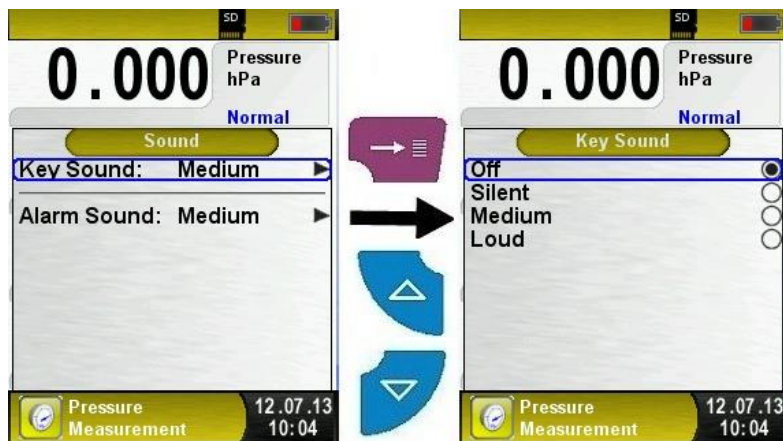 SD
0.000
Pressure
hPa
Normal
Sound
Key Sound: Medium
Alarm Sound: Medium
Pressure
Measurement
12.07.13
10:04
SD
0.000
Pressure
hPa
Normal
Key Sound
Off
Silent
Medium
Loud
Pressure
Measurement
12.07.13
10:04